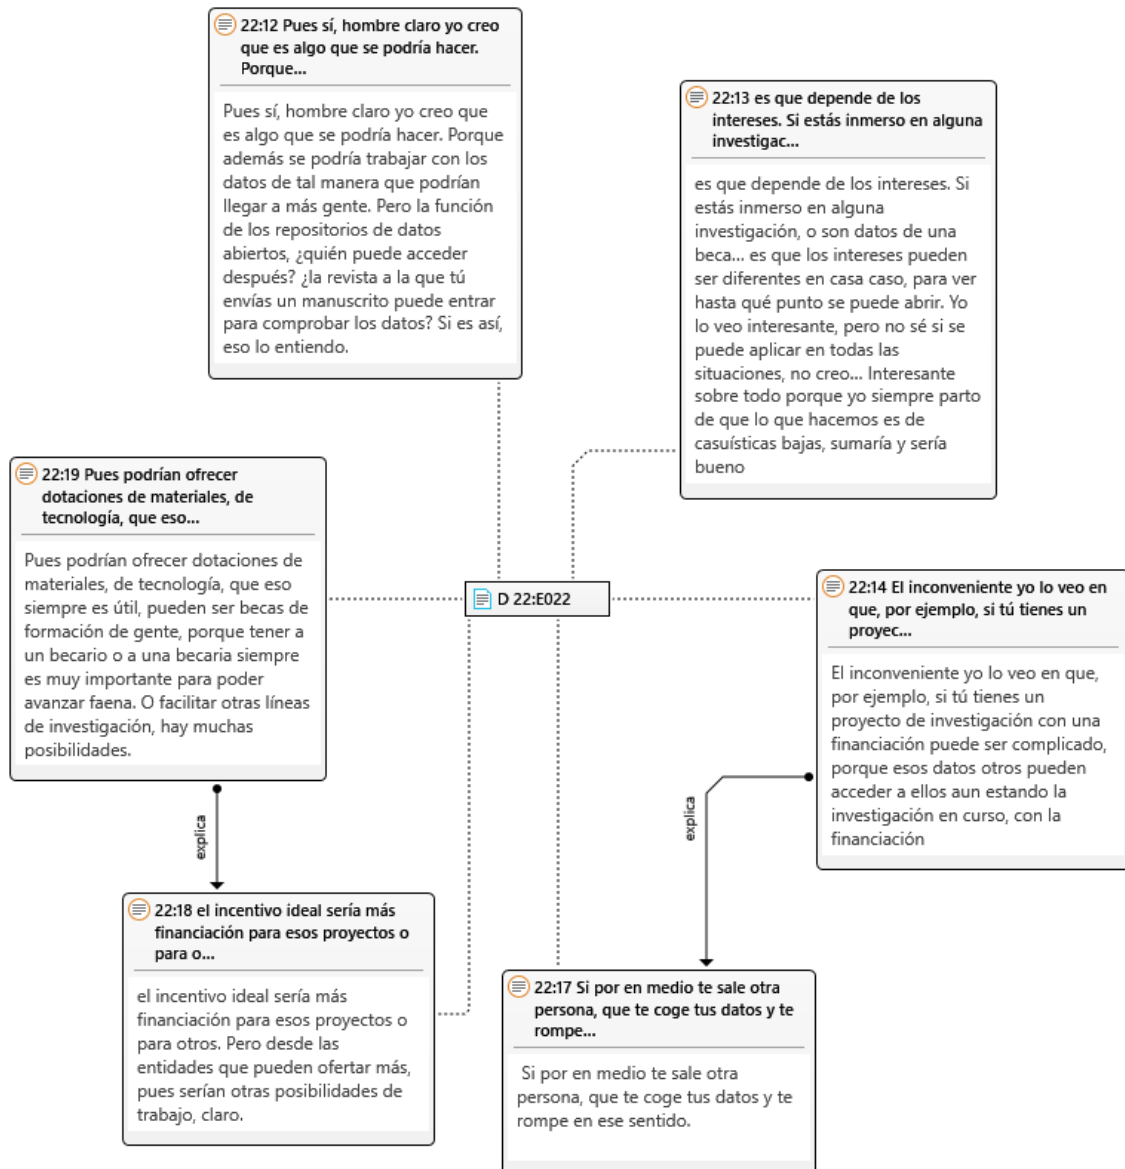 22:12 Pues sí, hombre claro yo creo
que es algo que se podría hacer.
Porque...
Pues sí, hombre claro yo creo que
es algo que se podría hacer. Porque
además se podría trabajar con los
datos de tal manera que podrían
llegar a más gente. Pero la función
de los repositorios de datos
abiertos, ¿quién puede acceder
después? ¿la revista a la que tú
envías un manuscrito puede entrar
para comprobar los datos? Si es así,
eso lo entiendo.
22:13 es que depende de los
intereses. Si estás inmerso en alguna
investigac...
es que depende de los intereses. Si
estás inmerso en alguna
investigación, o son datos de una
beca... es que los intereses pueden
ser diferentes en casa caso, para ver
hasta qué punto se puede abrir. Yo
lo veo interesante, pero no sé si se
puede aplicar en todas las
situaciones, no creo... Interesante
sobre todo porque yo siempre parto
de que lo que hacemos es de
casuísticas bajas, sumaría y sería
bueno
22:19 Pues podrían ofrecer
dotaciones de materiales, de
tecnología, que eso...
Pues podrían ofrecer dotaciones de
materiales, de tecnología, que eso
siempre es útil, pueden ser becas de
formación de gente, porque tener a
un becario o a una becaria siempre
es muy importante para poder
avanzar faena. O facilitar otras líneas
de investigación, hay muchas
posibilidades.
D 22:E022
22:14 El inconveniente yo lo veo en
que, por ejemplo, si tú tienes un
proyec...
El inconveniente yo lo veo en que,
por ejemplo, si tú tienes un
proyecto de investigación con una
financiación puede ser complicado,
porque esos datos otros pueden
acceder a ellos aun estando la
investigación en curso, con la
financiación
explica
explica
22:18 el incentivo ideal sería más
financiación para esos proyectos o
para o...
el incentivo ideal sería más
financiación para esos proyectos o
para otros. Pero desde las
entidades que pueden ofertar más,
pues serían otras posibilidades de
trabajo, claro.
22:17 Si por en medio te sale otra
persona, que te coge tus datos y te
rompe...
Si por en medio te sale otra
persona, que te coge tus datos y te
rompe en ese sentido.